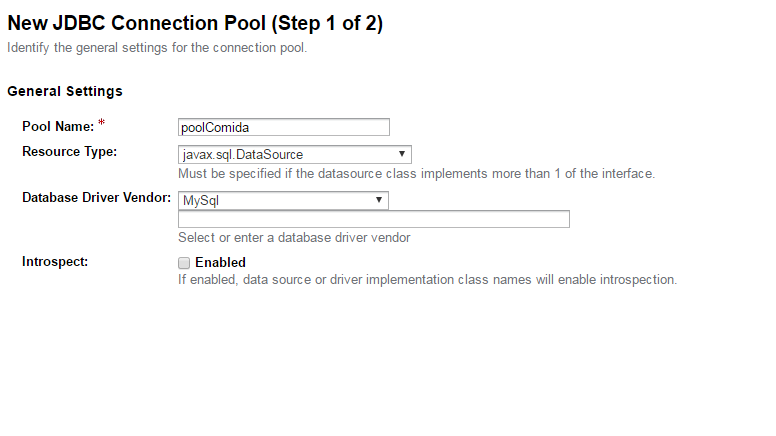 New JDBC Connection Pool (Step 1 of 2)
Identify the general settings for the connection pool.
General Settings
Pool Name: * poolComida
Resource Type: javax.sql.DataSource
Must be specified if the datasource class implements more than 1 of the interface.
Database Driver Vendor: MySql
Select or enter a database driver vendor
Introspect: Enabled
If enabled, data source or driver implementation class names will enable introspection.